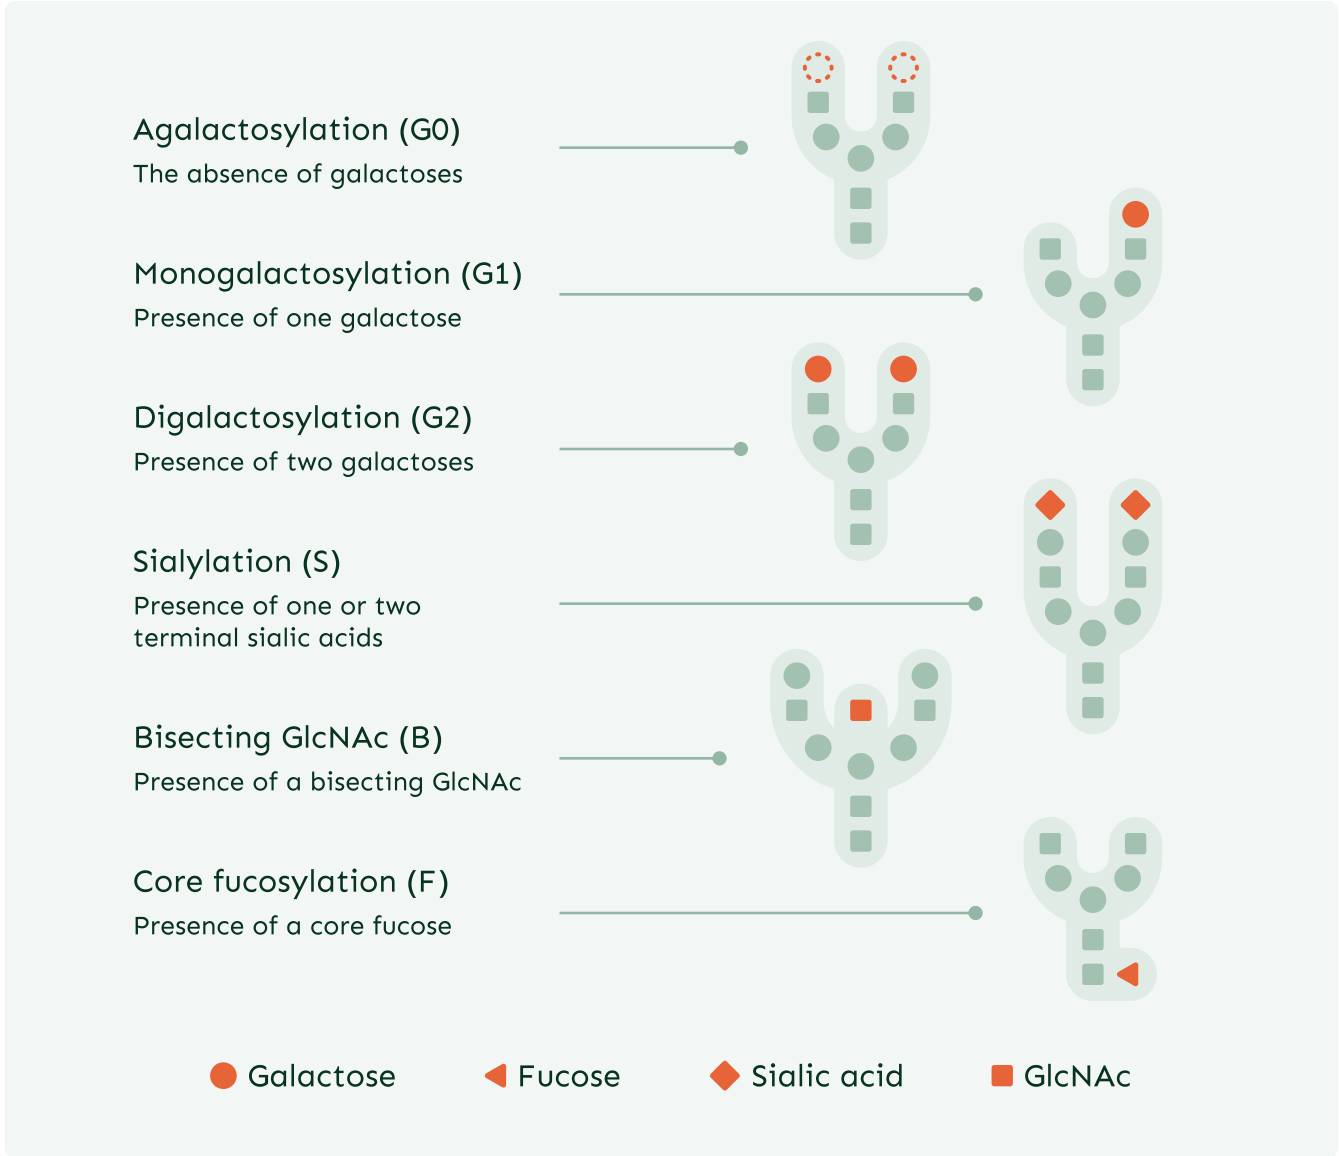 Agalactosylation (G0)
The absence of galactoses
Monogalactosylation (G1)
Presence of one galactose
Digalactosylation (G2)
Presence of two galactoses
Sialylation (S)
Presence of one or two
terminal sialic acids
Bisecting GlcNAc (B)
Presence of a bisecting GlcNAc
Core fucosylation (F)
Presence of a core fucose
Galactose
Fucose
Sialic acid
GlcNAc